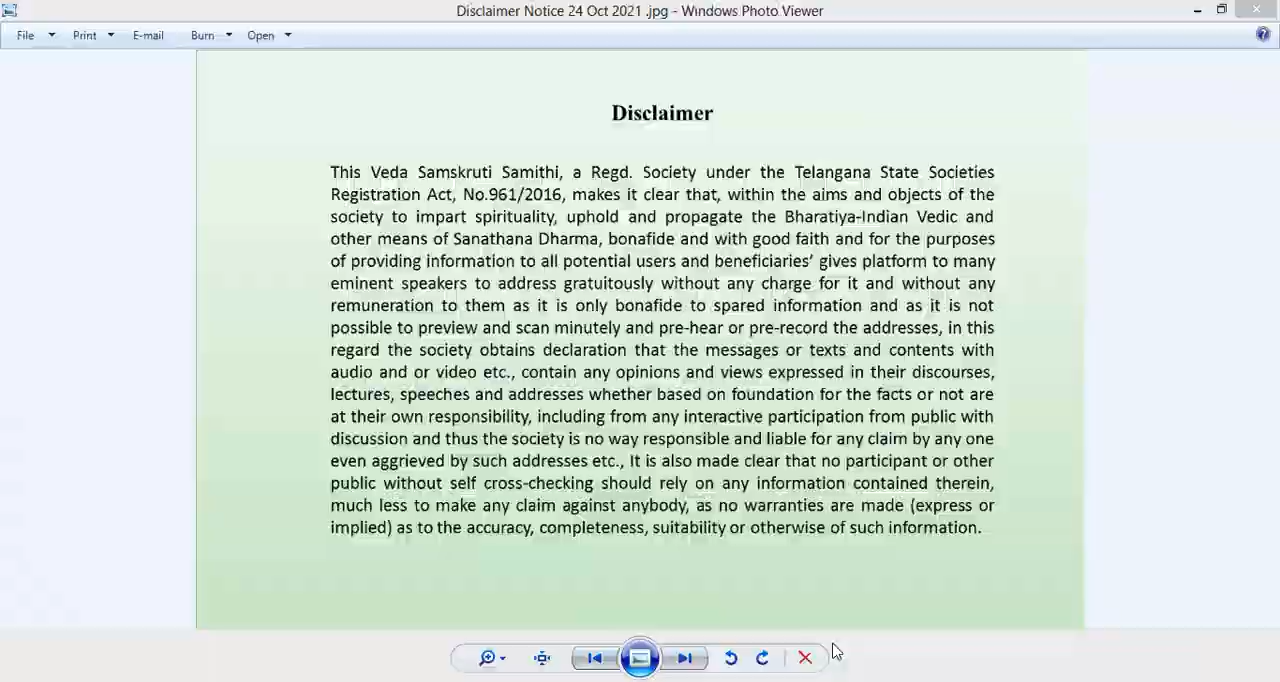 Disclaimer Notice 24 Oct 2021 .jpg - Windows Photo Viewer
File Print E-mail Burn Open
Disclaimer
This Veda Samskruti Samithi, a Regd. Society under the Telangana State Societies
Registration Act, No.961/2016, makes it clear that, within the aims and objects of the
society to impart spirituality, uphold and propagate the Bharatiya-Indian Vedic and
other means of Sanathana Dharma, bonafide and with good faith and for the purposes
of providing information to all potential users and beneficiaries’ gives platform to many
eminent speakers to address gratuitously without any charge for it and without any
remuneration to them as it is only bonafide to spared information and as it is not
possible to preview and scan minutely and pre-hear or pre-record the addresses, in this
regard the society obtains declaration that the messages or texts and contents with
audio and or video etc., contain any opinions and views expressed in their discourses,
lectures, speeches and addresses whether based on foundation for the facts or not are
at their own responsibility, including from any interactive participation from public with
discussion and thus the society is no way responsible and liable for any claim by any one
even aggrieved by such addresses etc., It is also made clear that no participant or other
public without self cross-checking should rely on any information contained therein,
much less to make any claim against anybody, as no warranties are made (express or
implied) as to the accuracy, completeness, suitability or otherwise of such information.